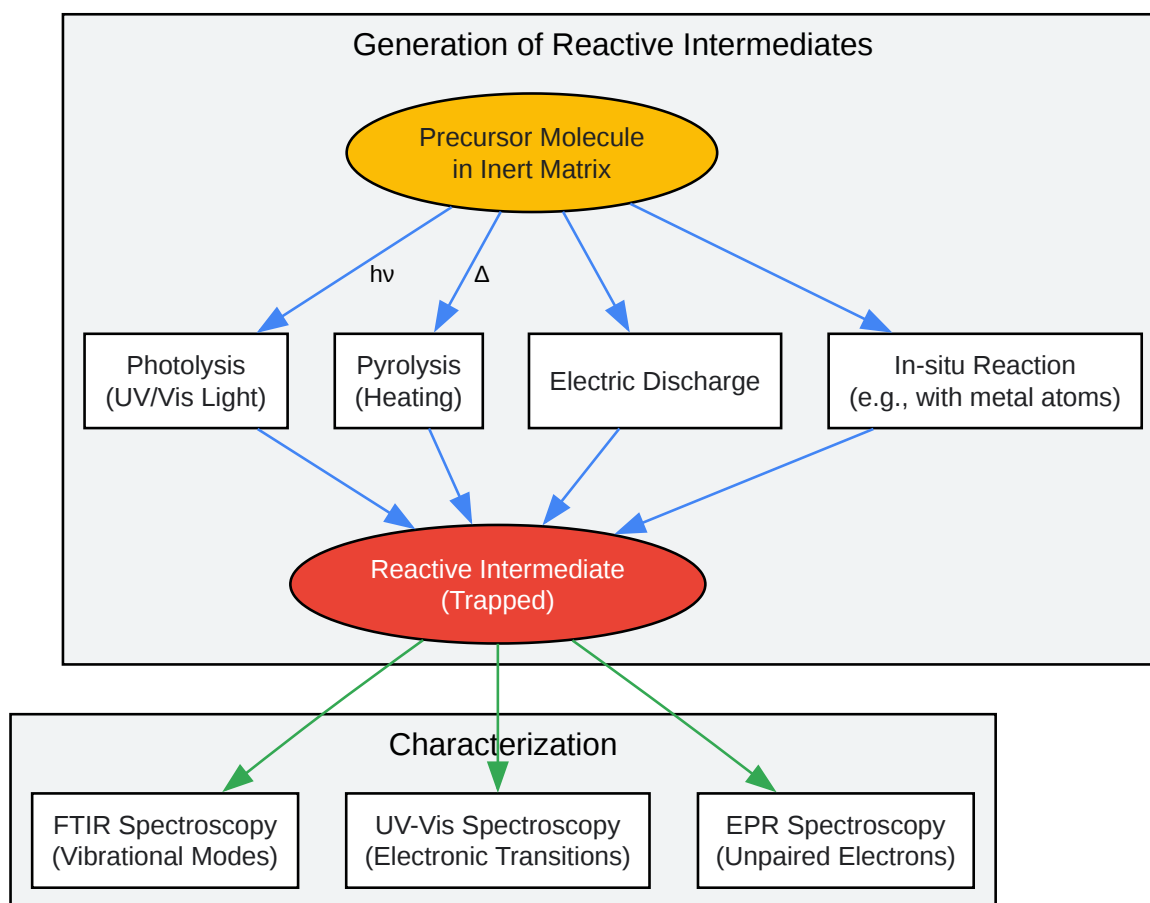 Generation of Reactive Intermediates
Precursor Molecule
in Inert Matrix
hν
Δ
Photolysis
(UV/Vis Light)
Pyrolysis
(Heating)
Electric Discharge
In-situ Reaction
(e.g., with metal atoms)
Reactive Intermediate
(Trapped)
Characterization
FTIR Spectroscopy
(Vibrational Modes)
UV-Vis Spectroscopy
(Electronic Transitions)
EPR Spectroscopy
(Unpaired Electrons)